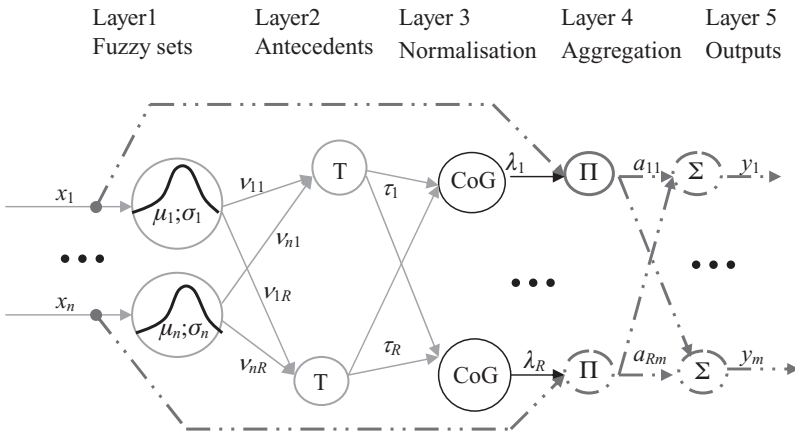 Layer1 Layer2 Layer 3 Layer 4 Layer 5
Fuzzy sets Antecedents Normalisation Aggregation Outputs
x1 μ1;σ1 ν11 T τ1 CoG λ1 Π a11 Σ y1
νn1
ν1R
xn μn;σn νnR T τR CoG λR Π aRm Σ ym